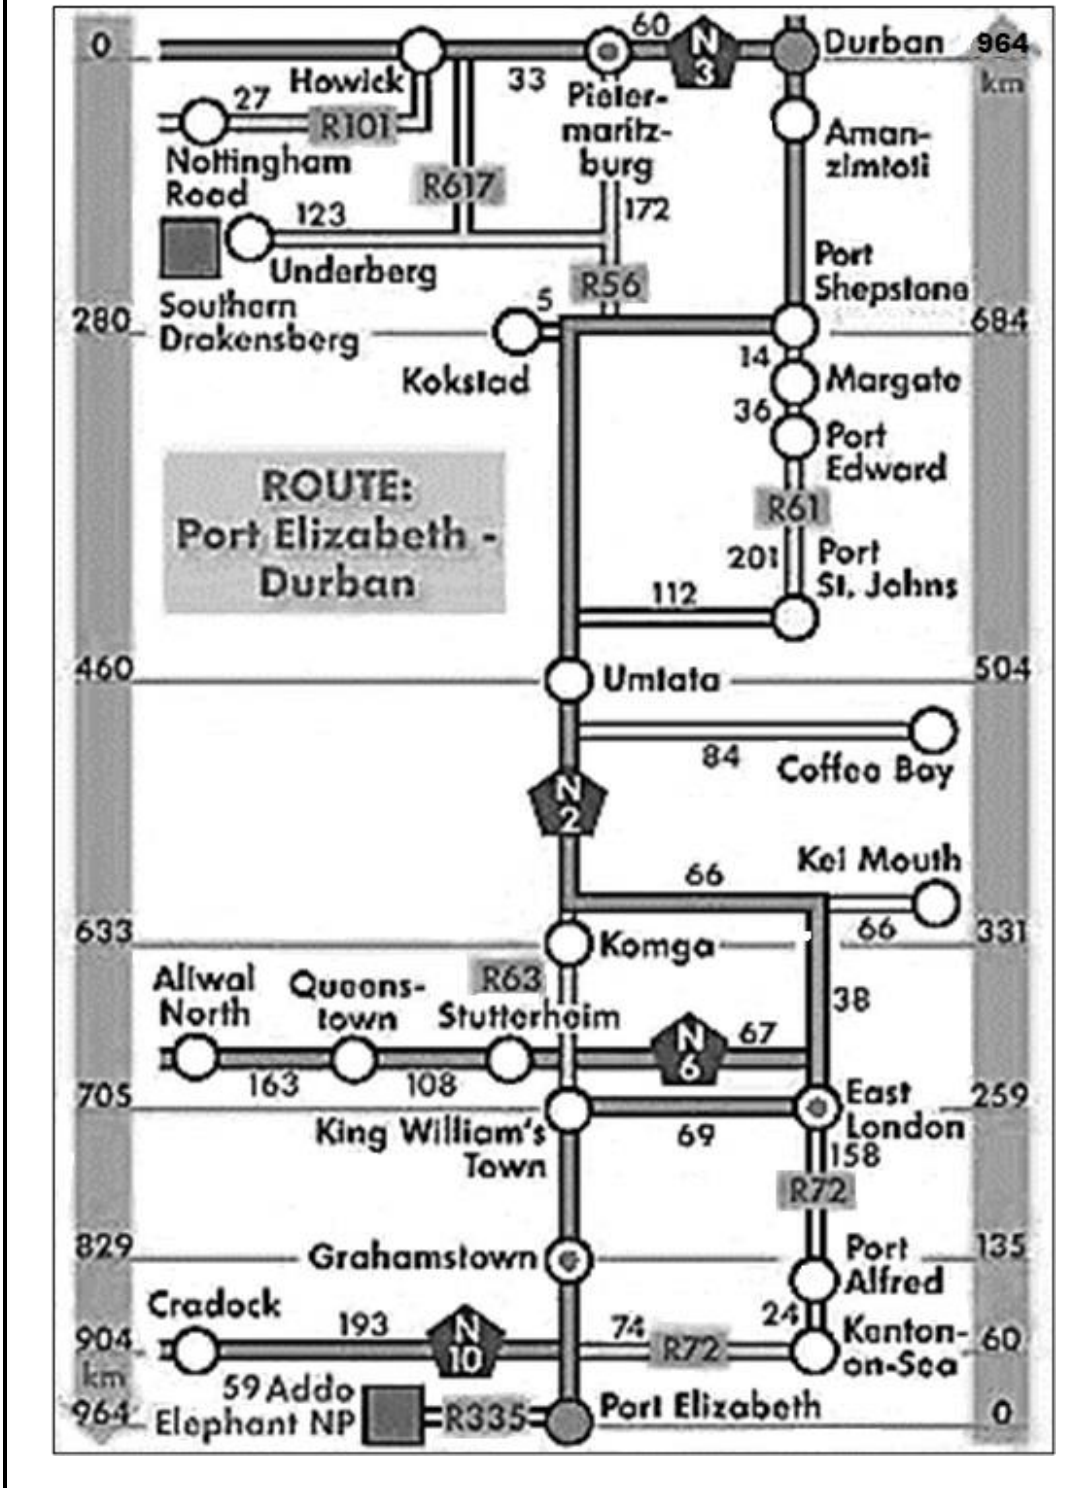 0
60
N
3
Durban
964
km
Howick
33
Pieter-
maritz-
burg
27
R101
Aman-
zimtoti
Nottingham
Road
R617
172
123
Underberg
Port
Shepstone
R56
5
Southern
Drakensberg
280
684
Kokstad
14
Margate
36
Port
Edward
ROUTE:
Port Elizabeth -
Durban
R61
201
Port
St. Johns
112
460
Umtata
504
84
Coffee Bay
N
2
Kei Mouth
66
66
633
Komga
331
Aliwal
North
Queens-
town
R63
Stutterheim
38
N
6
67
163
108
705
King William's
Town
69
East
London
259
158
R72
829
Grahamstown
Port
Alfred
135
Cradock
193
N
10
24
74
R72
Kenton-
on-Sea
904
60
km
59 Addo
Elephant NP
R335
Port Elizabeth
964
0